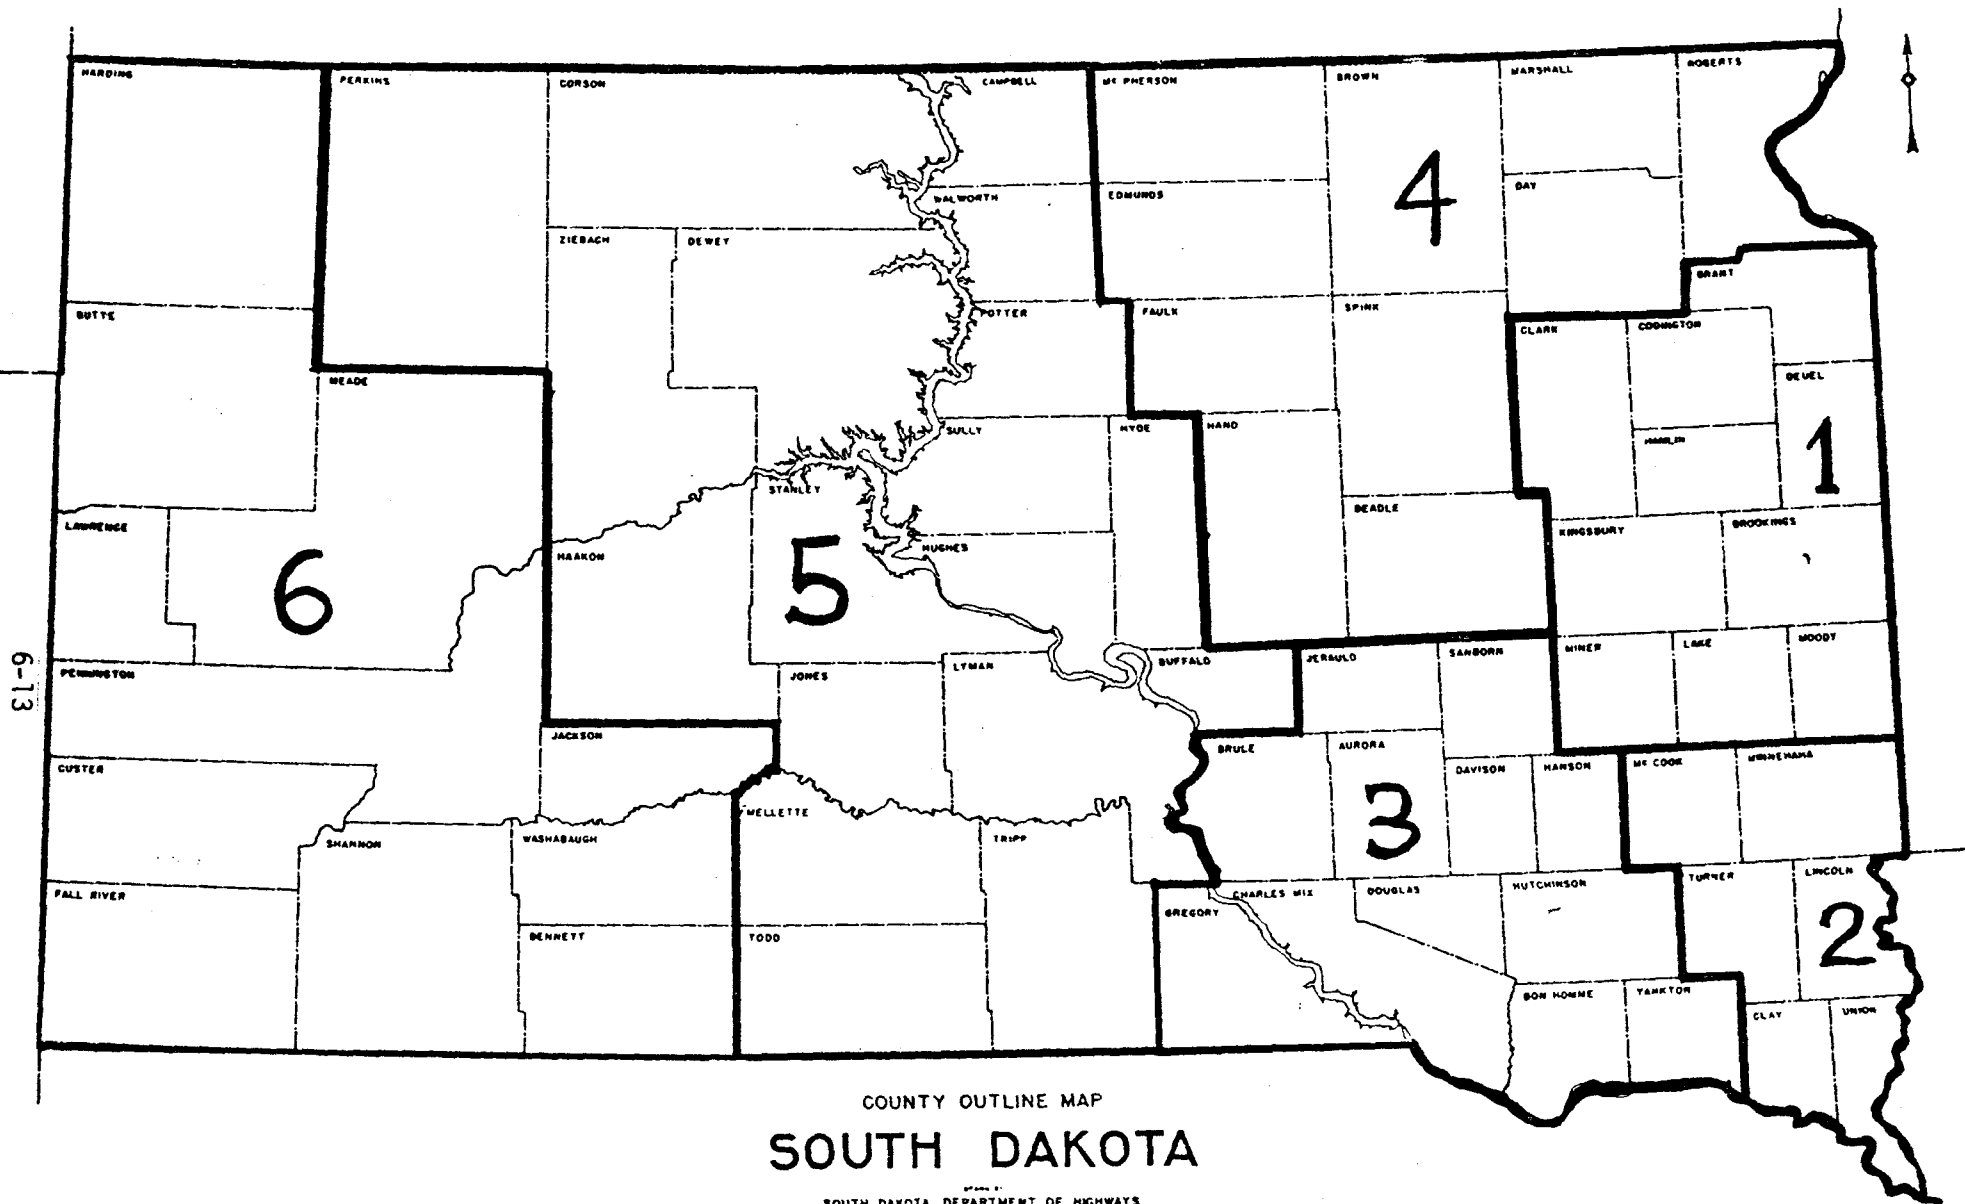 HARDING
PERKINS
CORSON
CAMPBELL
Mc PHERSON
BROWN
MARSHALL
ROBERTS
4
WALWORTH
EDMUNDS
DAY
ZIEBACH
DEWEY
GRANT
BUTTE
POTTER
FAULK
SPINK
CLARK
CODINGTON
MEADE
DEUEL
SULLY
HYDE
HAND
HAMLIN
1
STANLEY
BEADLE
LAWRENCE
KINGSBURY
BROOKINGS
6
HAAKON
5
HUGHES
PENNINGTON
JONES
LYMAN
BUFFALO
JERAULD
SANBORN
MINER
LAKE
MOODY
6-13
JACKSON
BRULE
AURORA
CUSTER
DAVISON
HANSON
Mc COOK
MINNEHAHA
3
SHANNON
WASHABAUGH
MELLETTE
TRIPP
FALL RIVER
GREGORY
CHARLES MIX
DOUGLAS
HUTCHINSON
TURNER
LINCOLN
2
BENNETT
TODD
BON HOMME
YANKTON
CLAY
UNION
COUNTY OUTLINE MAP
SOUTH DAKOTA
SOUTH DAKOTA DEPARTMENT OF HIGHWAYS